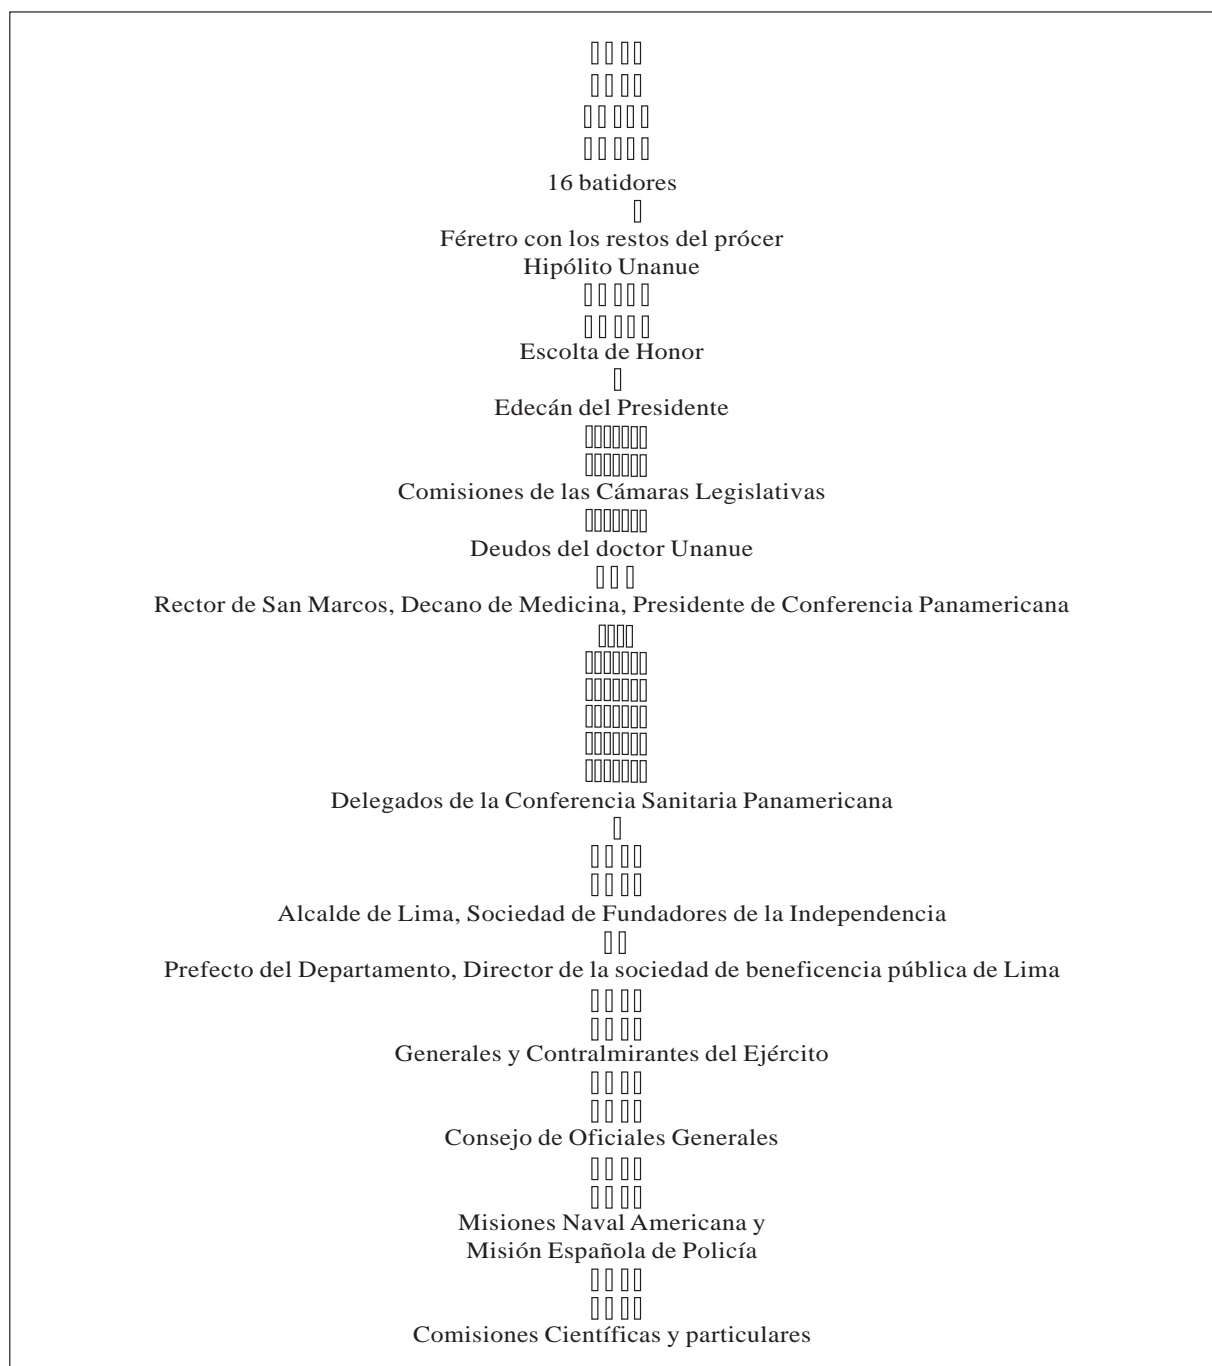 16 batidores
Féretro con los restos del prócer
Hipólito Unanue
Escolta de Honor
Edecán del Presidente
Comisiones de las Cámaras Legislativas
Deudos del doctor Unanue
Rector de San Marcos, Decano de Medicina, Presidente de Conferencia Panamericana
Delegados de la Conferencia Sanitaria Panamericana
Alcalde de Lima, Sociedad de Fundadores de la Independencia
Prefecto del Departamento, Director de la sociedad de beneficencia pública de Lima
Generales y Contralmirantes del Ejército
Consejo de Oficiales Generales
Misiones Naval Americana y
Misión Española de Policía
Comisiones Científicas y particulares